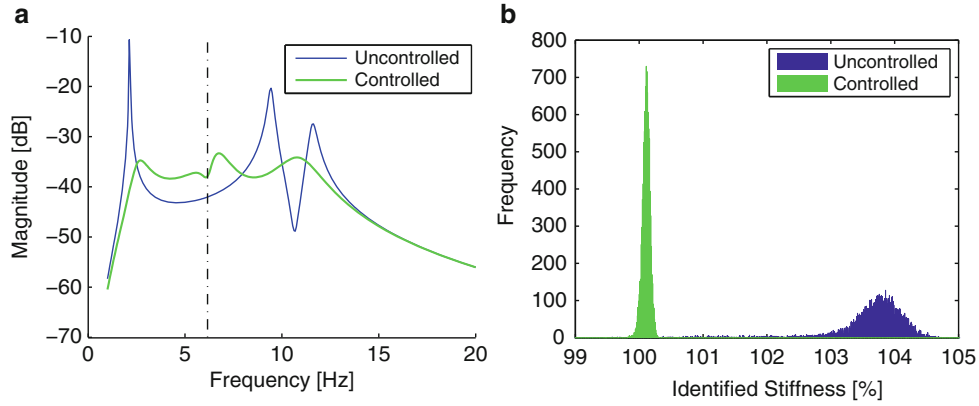 a
−10
−20
−30
−40
−50
−60
−70
Magnitude [dB]
0
5
10
15
20
Frequency [Hz]
Uncontrolled
Controlled
b
800
700
600
500
400
300
200
100
0
Frequency
99
100
101
102
103
104
105
Identified Stiffness [%]
Uncontrolled
Controlled